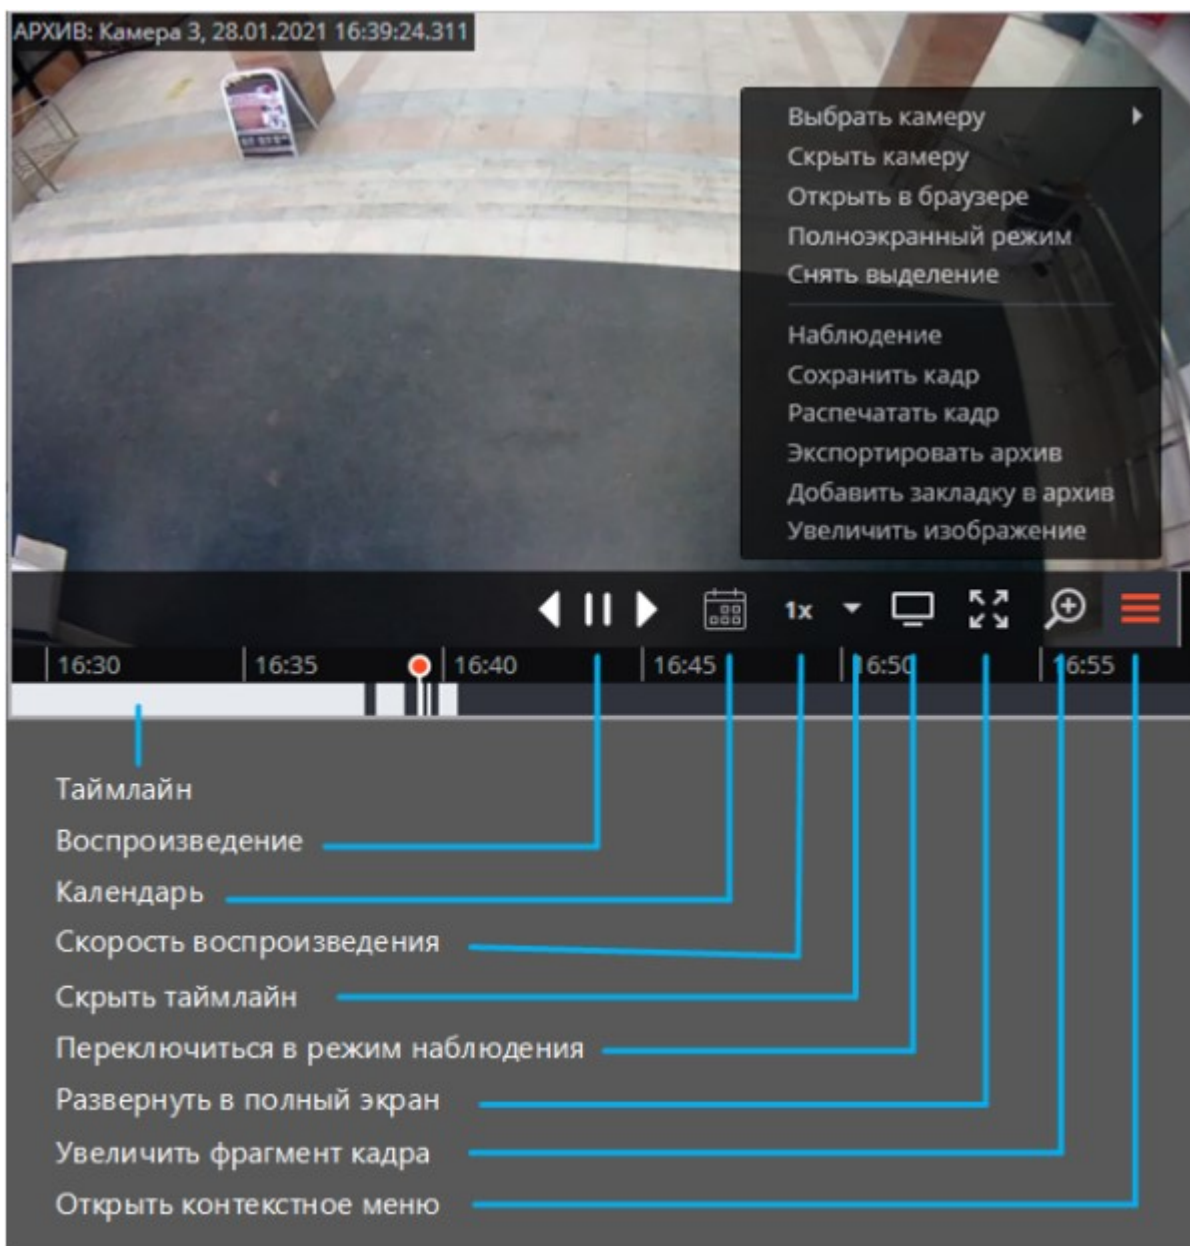 АРХИВ: Камера 3, 28.01.2021 16:39:24.311
Выбрать камеру
Скрыть камеру
Открыть в браузере
Полноэкранный режим
Снять выделение
Наблюдение
Сохранить кадр
Распечатать кадр
Экспортировать архив
Добавить закладку в архив
Увеличить изображение
1x
16:30 16:35 16:40 16:45 16:50 16:55
Таймлайн
Воспроизведение
Календарь
Скорость воспроизведения
Скрыть таймлайн
Переключиться в режим наблюдения
Развернуть в полный экран
Увеличить фрагмент кадра
Открыть контекстное меню